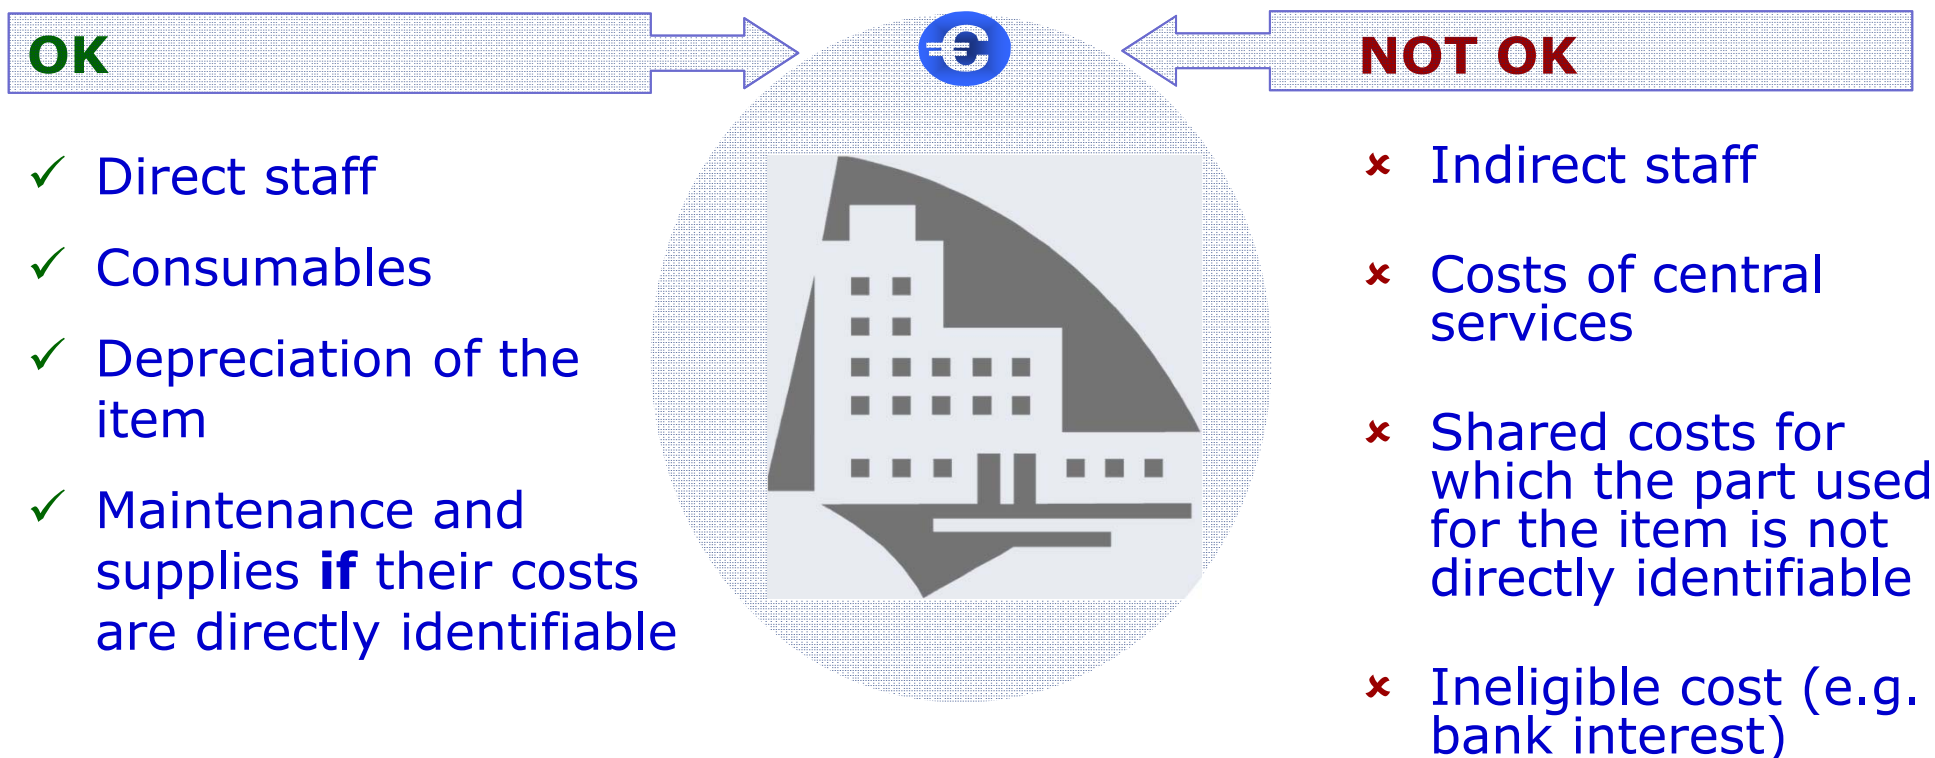 OK
✓ Direct staff
✓ Consumables
✓ Depreciation of the
item
✓ Maintenance and
supplies if their costs
are directly identifiable
€
NOT OK
✘ Indirect staff
✘ Costs of central
services
✘ Shared costs for
which the part used
for the item is not
directly identifiable
✘ Ineligible cost (e.g.
bank interest)